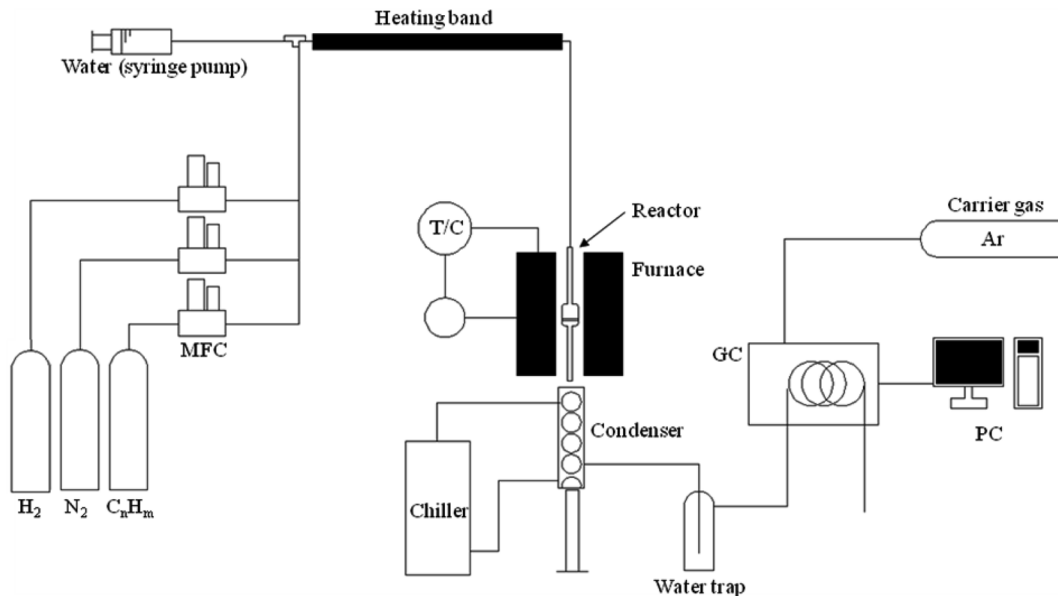 Heating band
Water (syringe pump)
Reactor
Carrier gas
T/C
Ar
Furnace
MFC
GC
Condenser
PC
H₂
N₂
CₙHₘ
Chiller
Water trap